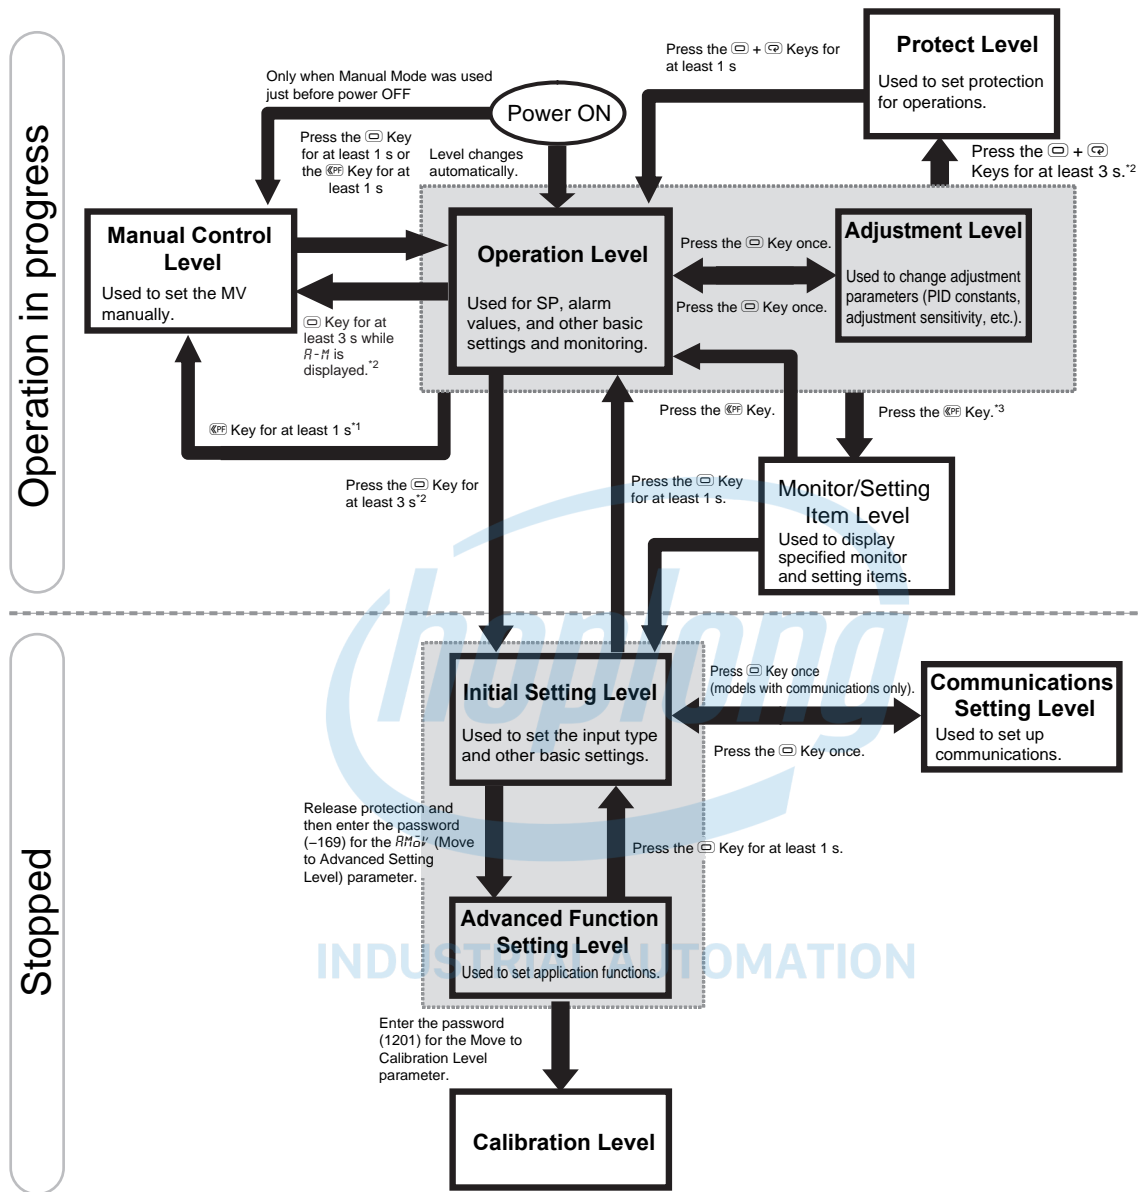 Operation in progress
Stopped
Only when Manual Mode was used
just before power OFF
Power ON
Press the Key
for at least 1 s or
the PF Key for at
least 1 s
Level changes
automatically.
Press the + Keys for
at least 1 s
Protect Level
Used to set protection
for operations.
Press the +
Keys for at least 3 s.*2
Manual Control
Level
Used to set the MV
manually.
Operation Level
Used for SP, alarm
values, and other basic
settings and monitoring.
Press the Key once.
Press the Key once.
Adjustment Level
Used to change adjustment
parameters (PID constants,
adjustment sensitivity, etc.).
Key for at
least 3 s while
A-M is
displayed.*2
PF Key for at least 1 s*1
Press the Key for
at least 3 s*2
Press the PF Key.
Press the PF Key.*3
Press the Key
for at least 1 s.
Monitor/Setting
Item Level
Used to display
specified monitor
and setting items.
hoplong
Initial Setting Level
Used to set the input type
and other basic settings.
Press Key once
(models with communications only).
Press the Key once.
Communications
Setting Level
Used to set up
communications.
Release protection and
then enter the password
(–169) for the AMoV (Move
to Advanced Setting
Level) parameter.
Press the Key for at least 1 s.
Advanced Function
Setting Level
Used to set application functions.
INDUSTRIAL AUTOMATION
Enter the password
(1201) for the Move to
Calibration Level
parameter.
Calibration Level